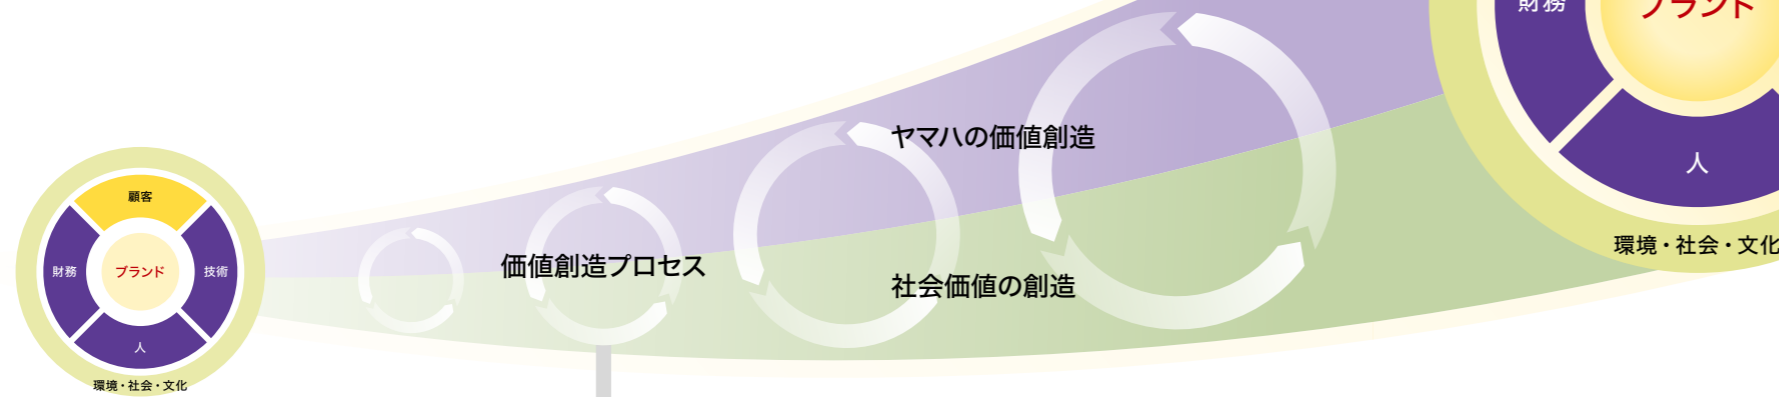 財務
ブランド
ヤマハの価値創造
人
顧客
環境・社会・文化
価値創造プロセス
財務
ブランド
技術
社会価値の創造
人
環境・社会・文化